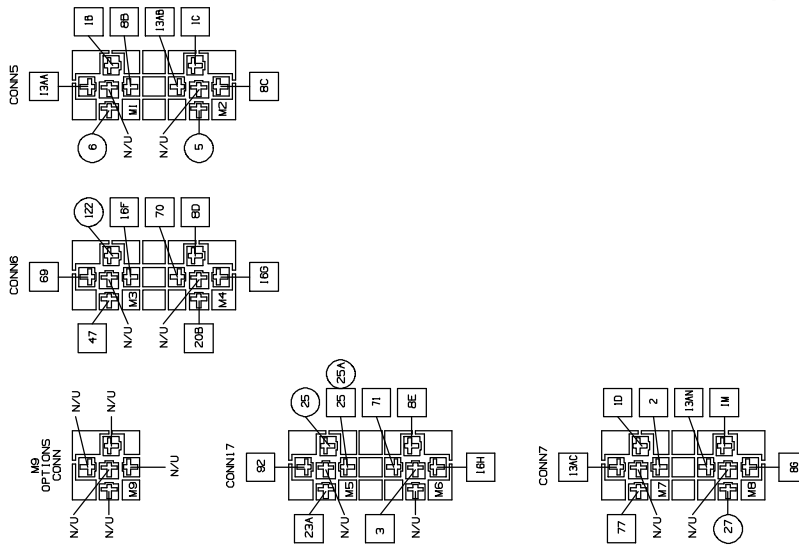 CONN5
1B
8B
13AB
1C
13AA
M1
M2
8C
6
N/U
N/U
5
CONN6
122
16F
70
8D
69
M3
M4
16G
47
N/U
N/U
20B
M9
OPTIONS
CONN
N/U
N/U
M9
N/U
N/U
N/U
CONN17
25
25A
25
71
8E
92
M5
M6
16H
23A
N/U
3
N/U
CONN7
1D
2
13AN
1M
13AC
M7
M8
86
77
N/U
N/U
27